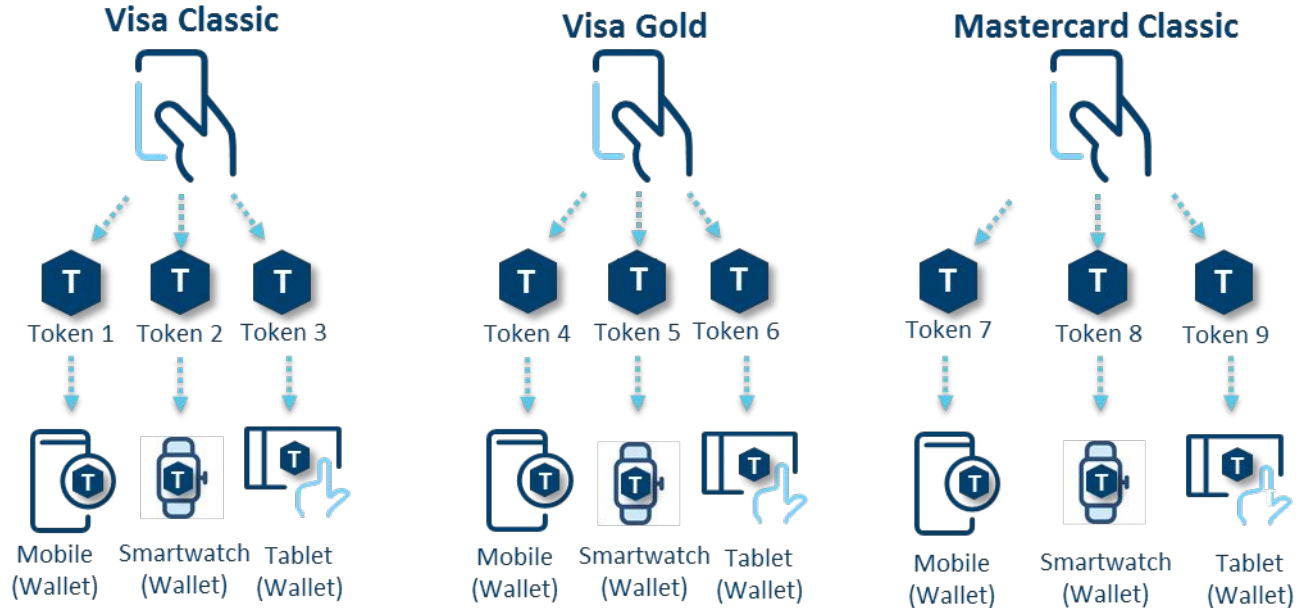 Visa Classic
Visa Gold
Mastercard Classic
T T T
T T T
T T T
Token 1 Token 2 Token 3
Token 4 Token 5 Token 6
Token 7 Token 8 Token 9
T T T
T T T
T T T
Mobile
(Wallet)
Smartwatch
(Wallet)
Tablet
(Wallet)
Mobile
(Wallet)
Smartwatch
(Wallet)
Tablet
(Wallet)
Mobile
(Wallet)
Smartwatch
(Wallet)
Tablet
(Wallet)